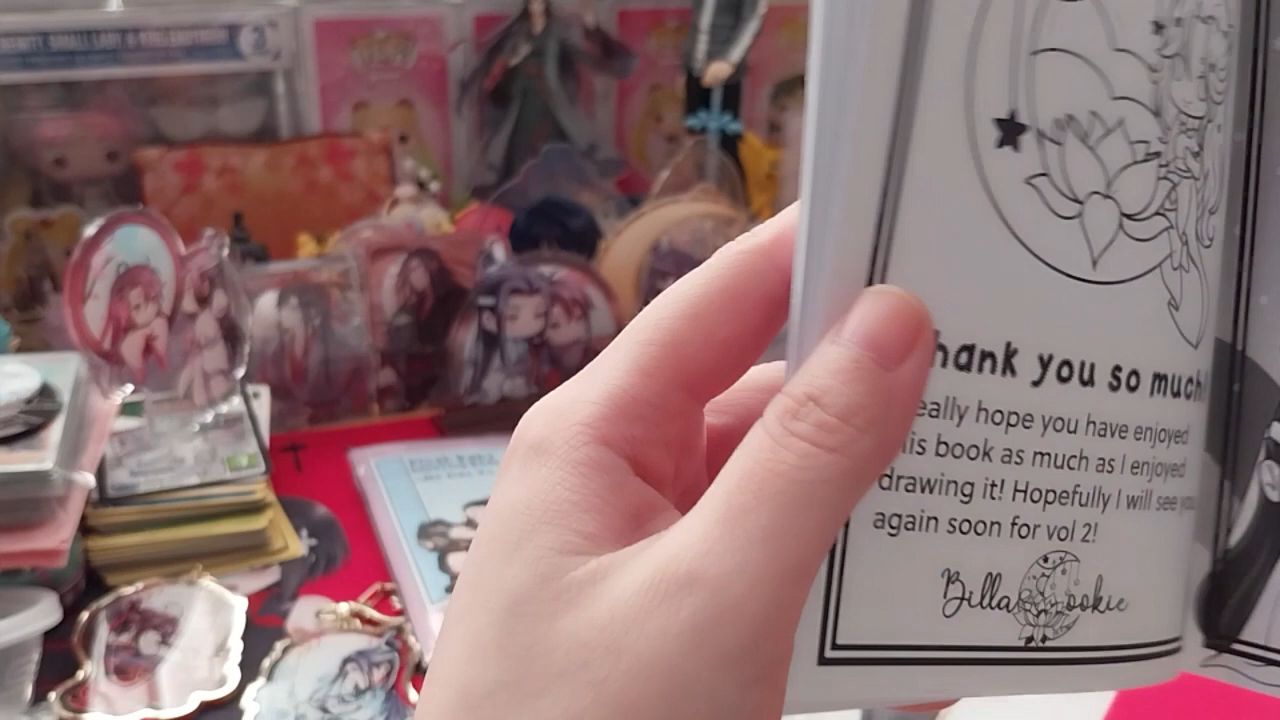 hank you so much!
eally hope you have enjoyed
is book as much as I enjoyed
drawing it! Hopefully I will see you
again soon for vol 2!
Billa ookie